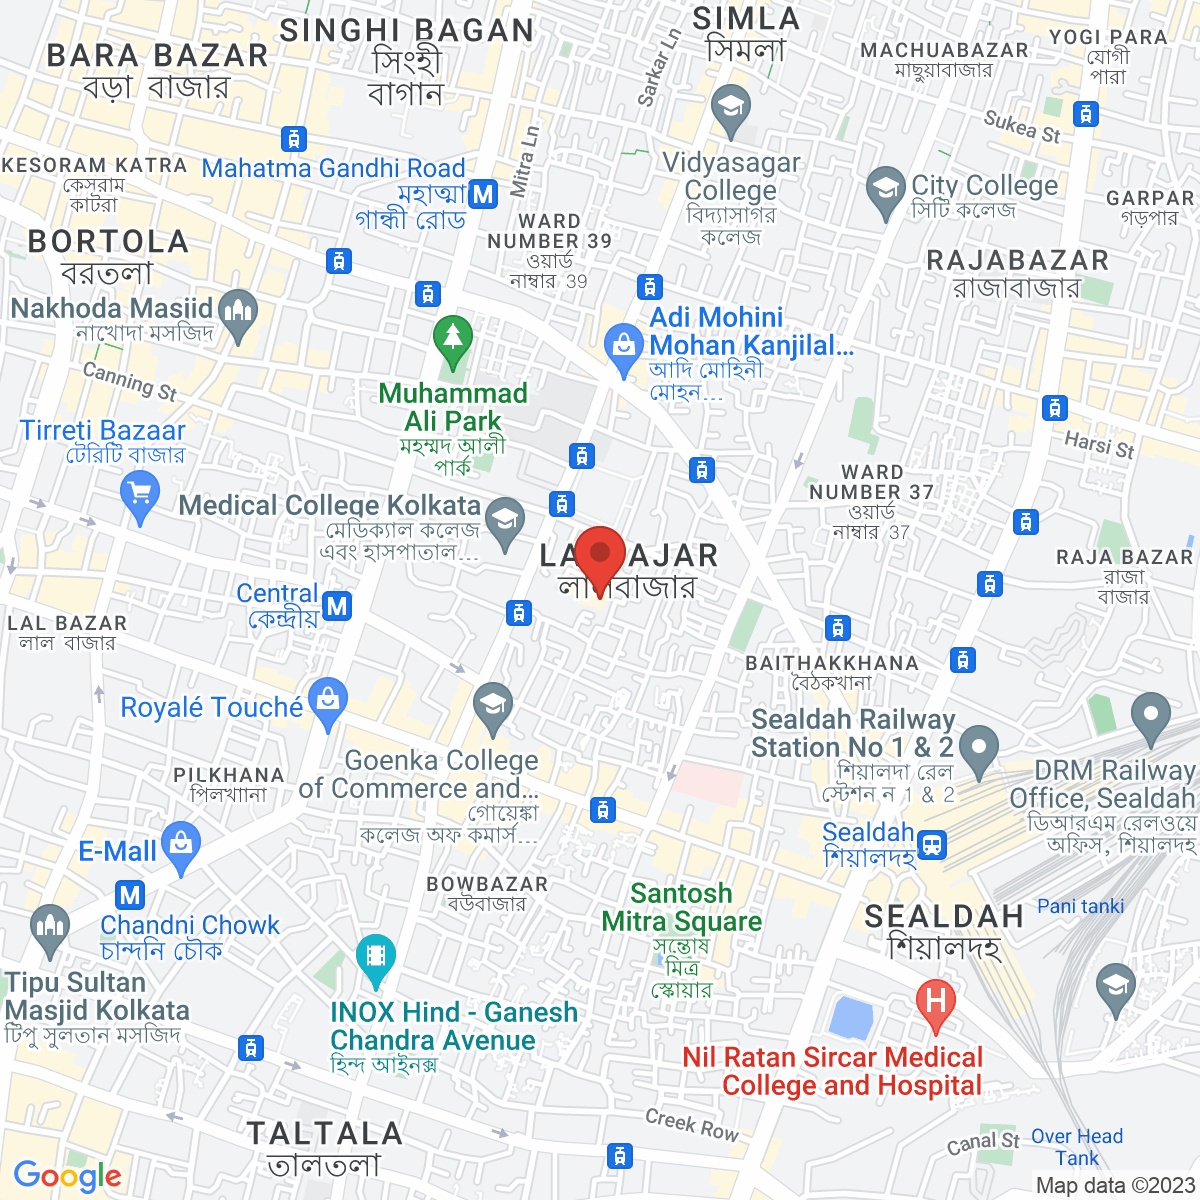 SINGHI BAGAN
সিংহী
বাগান
SIMLA
সিমলা
BARA BAZAR
বড়া বাজার
MACHUABAZAR
মাছুয়াবাজার
YOGI PARA
যোগী
পারা
Sarkar Ln
Sukea St
Mitra Ln
KESORAM KATRA
কেসরাম
কাটরা
Mahatma Gandhi Road
মহাত্মা
গান্ধী রোড
Vidyasagar
College
বিদ্যাসাগর
কলেজ
City College
সিটি কলেজ
GARPAR
গড়পার
WARD
NUMBER 39
ওয়ার্ড
নাম্বার 39
BORTOLA
বরতলা
RAJABAZAR
রাজাবাজার
Nakhoda Masjid
নাখোদা মসজিদ
Adi Mohini
Mohan Kanjilal...
আদি মোহিনী
মোহন...
Canning St
Muhammad
Ali Park
মহম্মদ আলী
পার্ক
Tirreti Bazaar
টেরিটি বাজার
Harsi St
WARD
NUMBER 37
ওয়ার্ড
নাম্বার 37
Medical College Kolkata
মেডিক্যাল কলেজ
এবং হাসপাতাল...
AJAR
লালবাজার
RAJA BAZAR
রাজা
বাজার
Central
কেন্দ্রীয়
LAL BAZAR
লাল বাজার
BAITHAKKHANA
বৈঠকখানা
Royalé Touché
Sealdah Railway
Station No 1 & 2
শিয়ালদা রেল
স্টেশন ন 1 & 2
Goenka College
of Commerce and...
গোয়েঙ্কা
কলেজ অফ কমার্স...
PILKHANA
পিলখাানা
DRM Railway
Office, Sealdah
ডিআরএম রেলওয়ে
অফিস, শিয়ালদহ
E-Mall
Sealdah
শিয়ালদহ
BOWBAZAR
বউবাজার
Santosh
Mitra Square
সন্তোষ
মিত্র
স্কোয়ার
Chandni Chowk
চান্দনি চৌক
SEALDAH
শিয়ালদহ
Pani tanki
Tipu Sultan
Masjid Kolkata
টিপু সুলতান মসজিদ
INOX Hind - Ganesh
Chandra Avenue
হিন্দ আইনক্স
Nil Ratan Sircar Medical
College and Hospital
TALTALA
তালতলা
Creek Row
Canal St
Over Head
Tank
Google
Map data ©2023